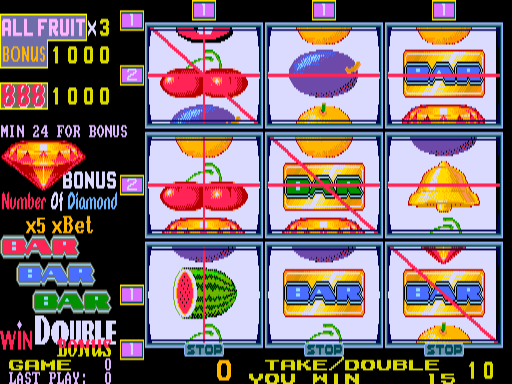 1 1 1
ALL FRUIT x3 1
BONUS 1000
2
888 1000
BAR
MIN 24 FOR BONUS
BONUS
2
BAR
Number Of Diamond
x5 xBet
BAR
BAR
BAR
1
BAR BAR
WIN DOUBLE
BONUS 1
STOP STOP STOP
GAME 0
0 TAKE/DOUBLE 10
LAST PLAY: 0
YOU WIN 15